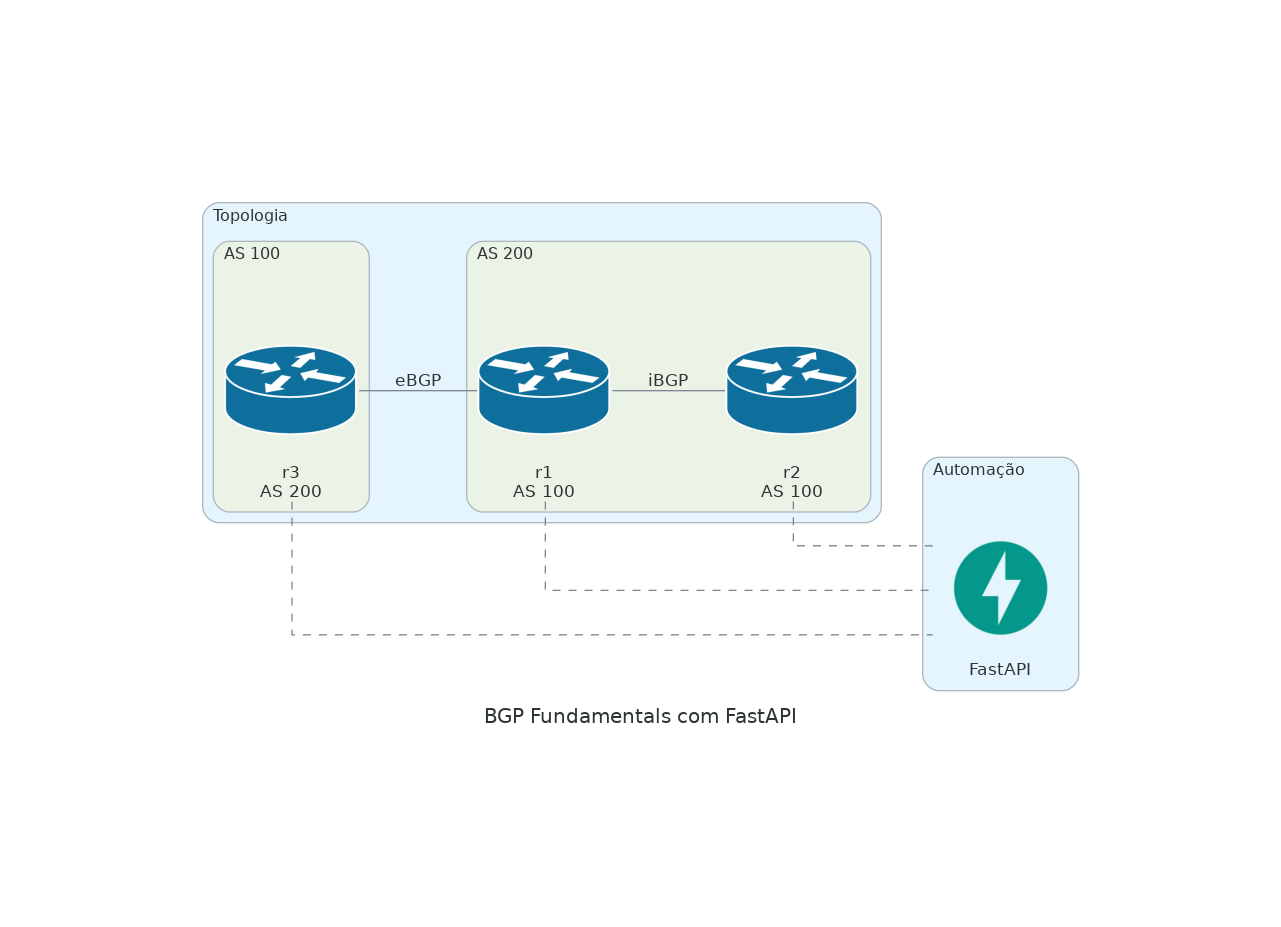 Topologia
AS 100
AS 200
eBGP
iBGP
r3
AS 200
r1
AS 100
r2
AS 100
Automação
FastAPI
BGP Fundamentals com FastAPI